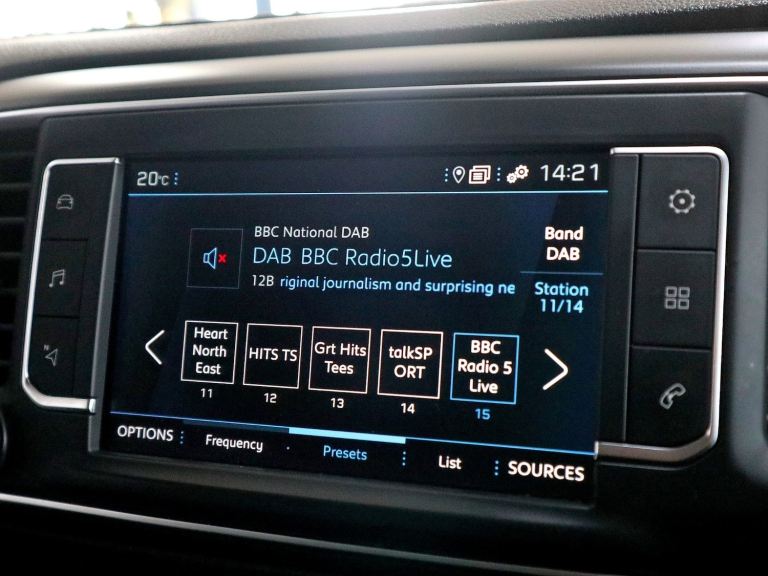 20°C
14:21
BBC National DAB
DAB BBC Radio5Live
12B riginal journalism and surprising ne
Band
DAB
Station
11/14
Heart
North
East
11
HITS TS
12
Grt Hits
Tees
13
talkSP
ORT
14
BBC
Radio 5
Live
15
OPTIONS
Frequency
Presets
List
SOURCES
N